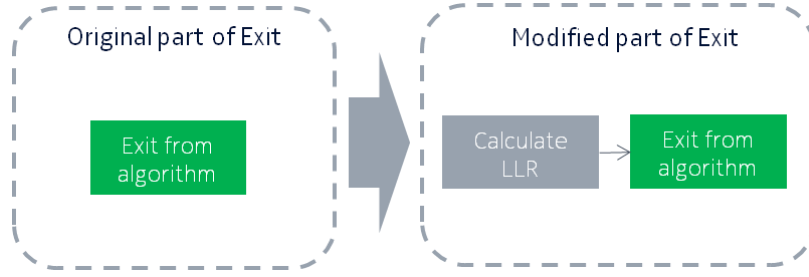 Original part of Exit
Exit from
algorithm
Modified part of Exit
Calculate
LLR
Exit from
algorithm